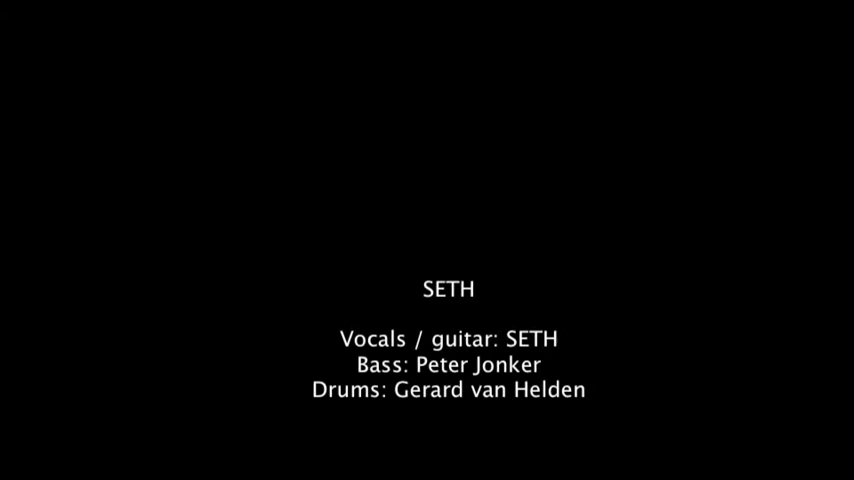 SETH
Vocals / guitar: SETH
Bass: Peter Jonker
Drums: Gerard van Helden